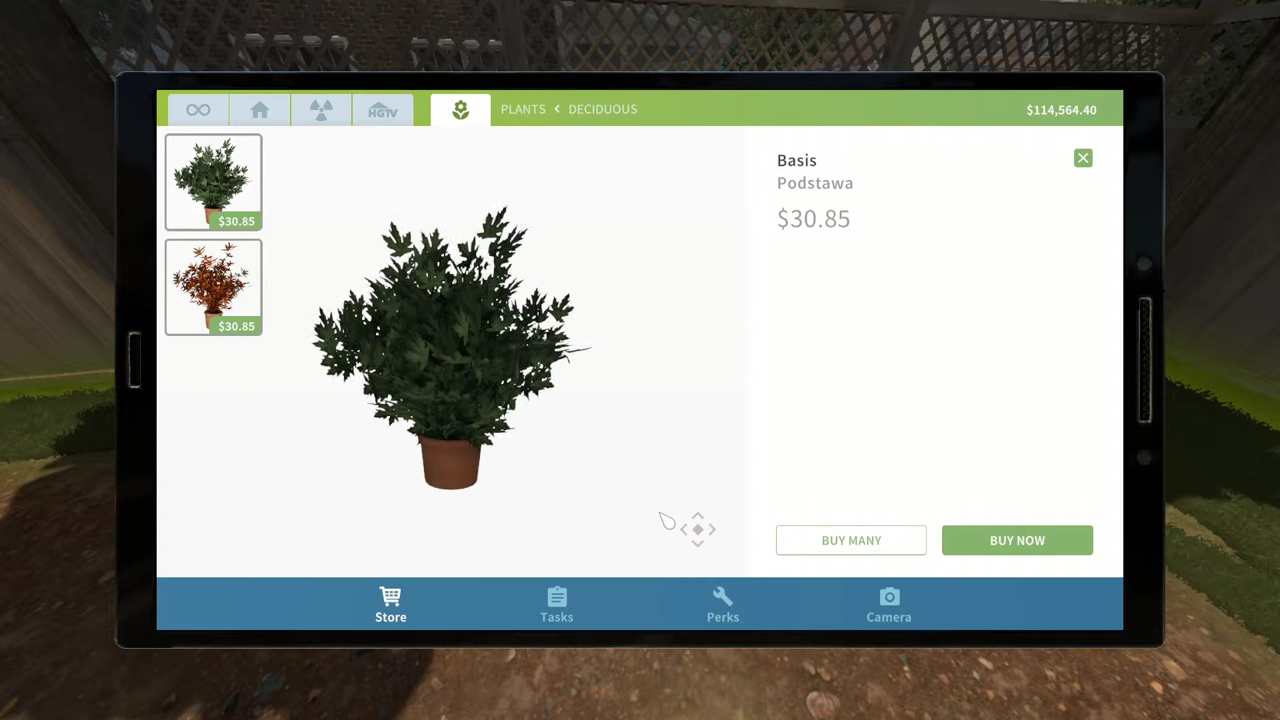 HGTV
PLANTS < DECIDUOUS
$114,564.40
$30.85
$30.85
Basis
Podstawa
$30.85
BUY MANY
BUY NOW
Store
Tasks
Perks
Camera